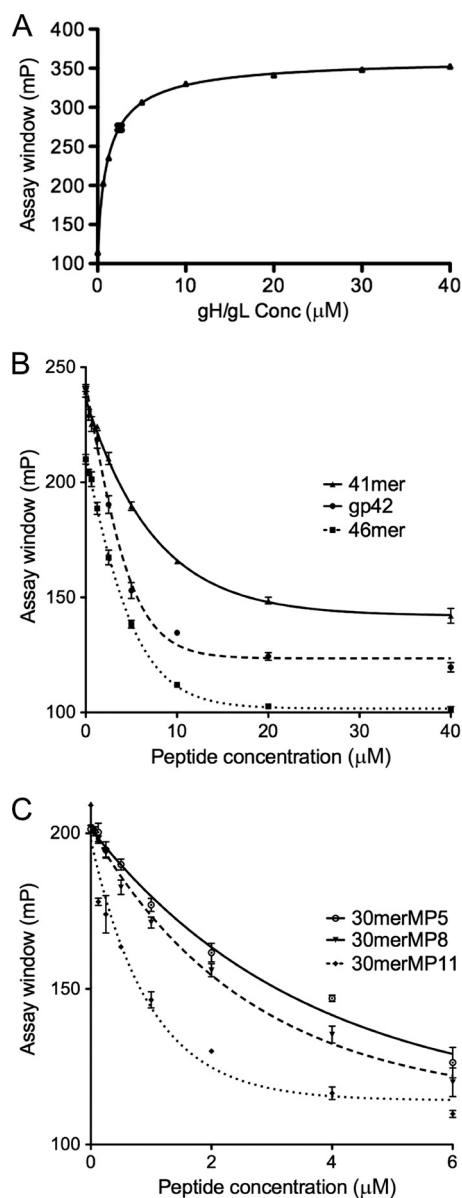 A
Assay window (mP)
400
350
300
250
200
150
100
0
10
20
30
40
gH/gL Conc (μM)
B
Assay window (mP)
250
200
150
100
41mer
gp42
46mer
0
10
20
30
40
Peptide concentration (μM)
C
Assay window (mP)
200
150
100
30merMP5
30merMP8
30merMP11
0
2
4
6
Peptide concentration (μM)